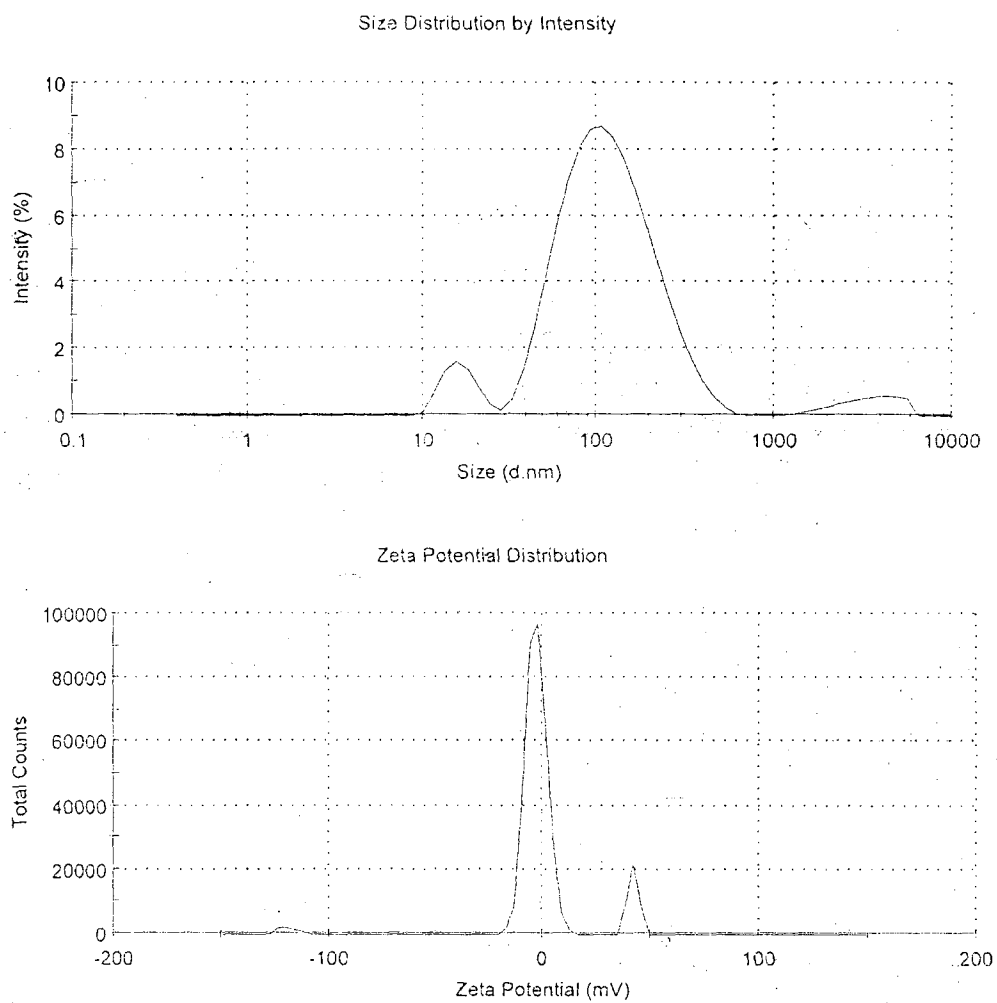 Size Distribution by Intensity
10
8
6
4
2
0
Intensity (%)
0.1 1 10 100 1000 10000
Size (d.nm)
Zeta Potential Distribution
100000
80000
60000
40000
20000
0
Total Counts
-200 -100 0 100 200
Zeta Potential (mV)